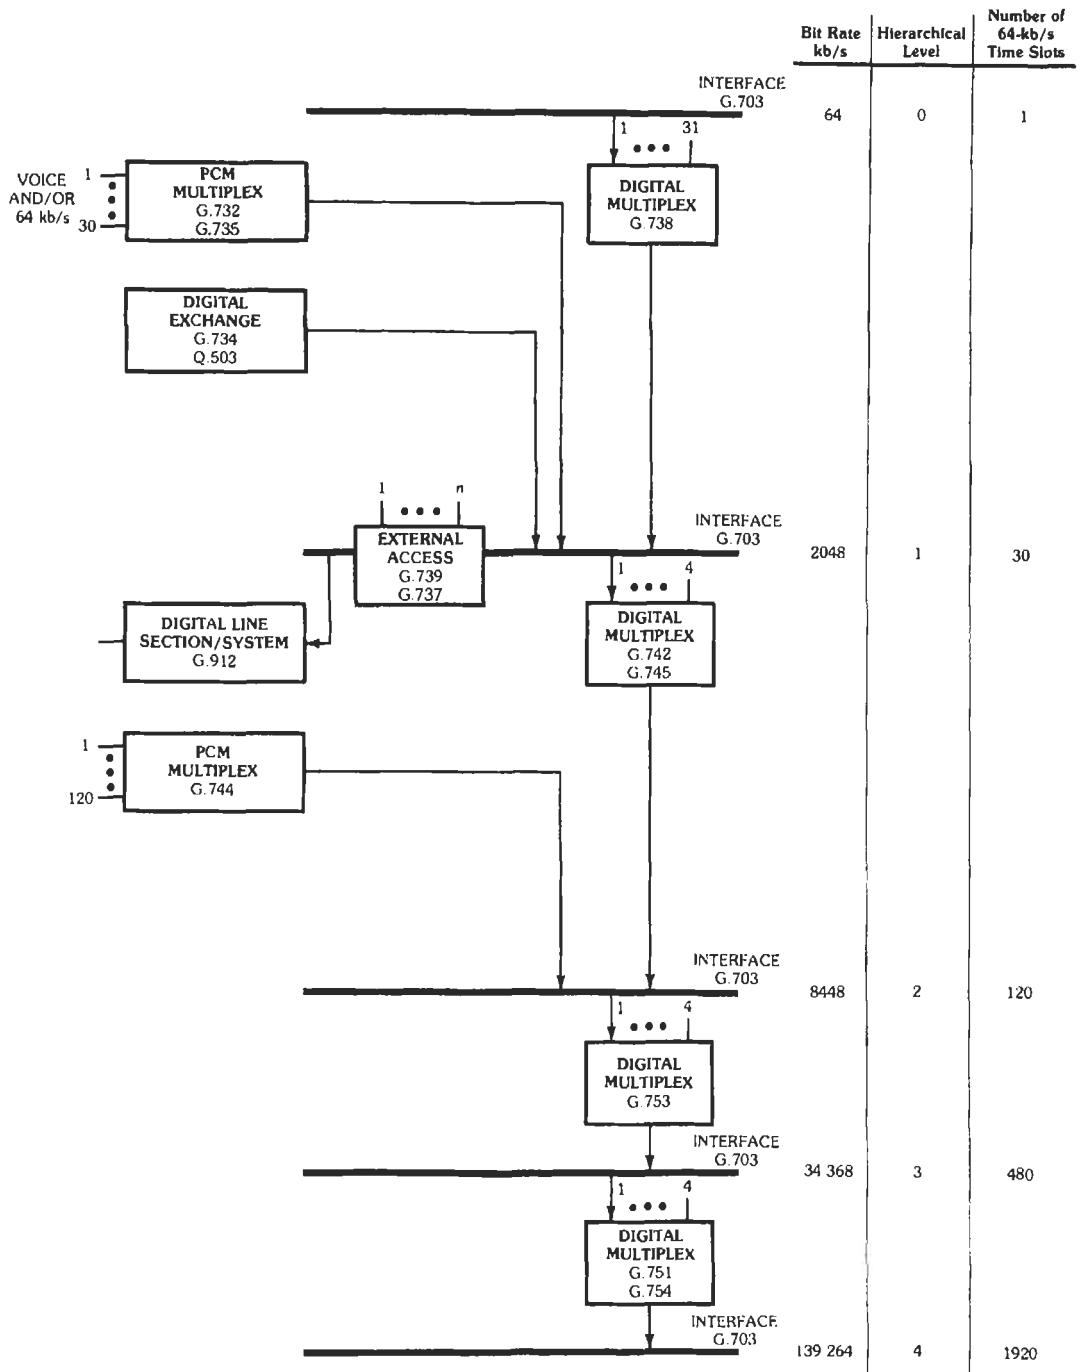 Bit Rate
kb/s
Hierarchical
Level
Number of
64-kb/s
Time Slots
INTERFACE
G.703
64
0
1
1
31
DIGITAL
MULTIPLEX
G.738
VOICE
AND/OR
64 kb/s
1
30
PCM
MULTIPLEX
G.732
G.735
DIGITAL
EXCHANGE
G.734
Q.503
1
n
EXTERNAL
ACCESS
G.739
G.737
INTERFACE
G.703
2048
1
30
1
4
DIGITAL
MULTIPLEX
G.742
G.745
DIGITAL LINE
SECTION/SYSTEM
G.912
1
120
PCM
MULTIPLEX
G.744
INTERFACE
G.703
8448
2
120
1
4
DIGITAL
MULTIPLEX
G.753
INTERFACE
G.703
34 368
3
480
1
4
DIGITAL
MULTIPLEX
G.751
G.754
INTERFACE
G.703
139 264
4
1920